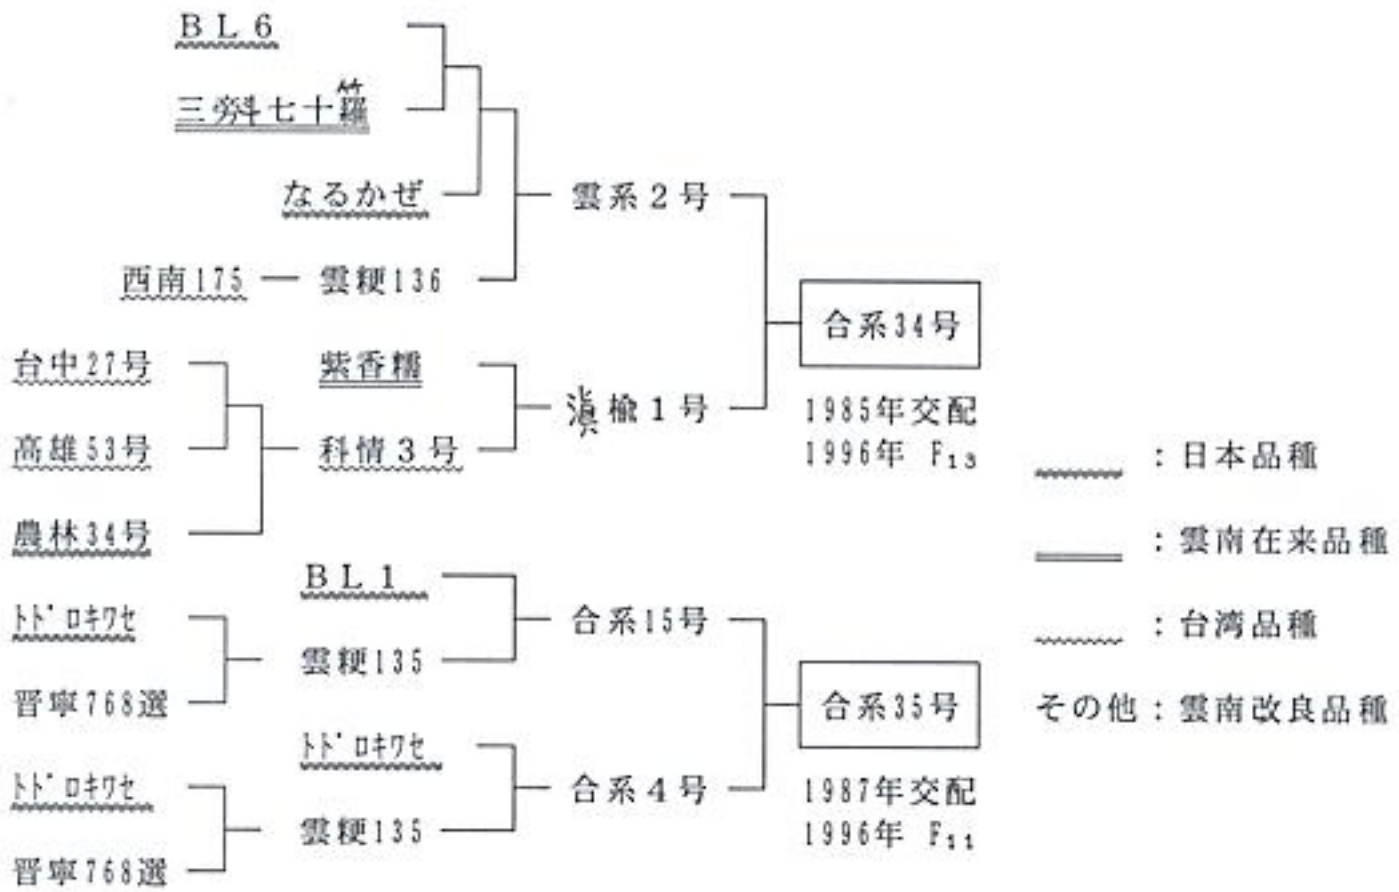 BL6
三旁七十籮
なるかぜ
雲系2号
西南175
雲粳136
合系34号
台中27号
紫香糯
滇楡1号
1985年交配
高雄53号
科情3号
1996年 F₁₃
:日本品種
農林34号
:雲南在来品種
BL1
トドロキワセ
合系15号
:台湾品種
雲粳135
晋寧768選
合系35号
その他:雲南改良品種
トドロキワセ
トドロキワセ
合系4号
1987年交配
雲粳135
1996年 F₁₁
晋寧768選